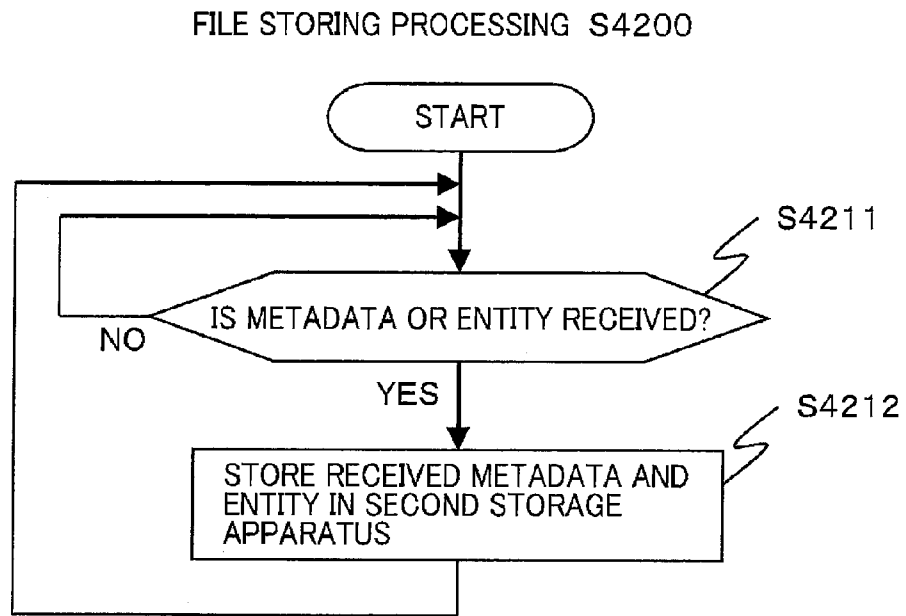 FILE STORING PROCESSING S4200
START
S4211
IS METADATA OR ENTITY RECEIVED?
NO
YES
S4212
STORE RECEIVED METADATA AND
ENTITY IN SECOND STORAGE
APPARATUS